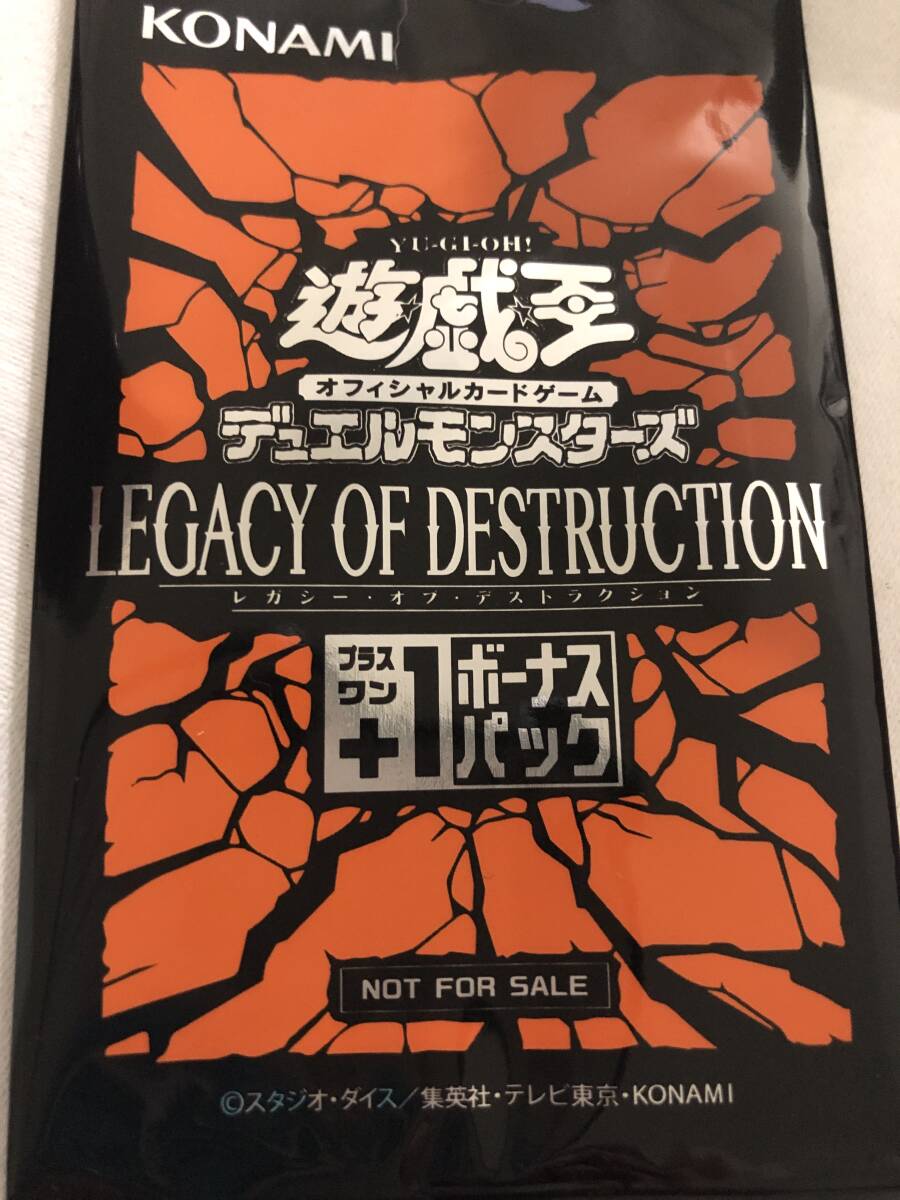 KONAMI
YU-GI-OH!
遊☆戯☆王
オフィシャルカードゲーム
デュエルモンスターズ
LEGACY OF DESTRUCTION
レガシー・オブ・デストラクション
プラス
ワン
+1
ボーナス
パック
NOT FOR SALE
©スタジオ・ダイス/集英社・テレビ東京・KONAMI